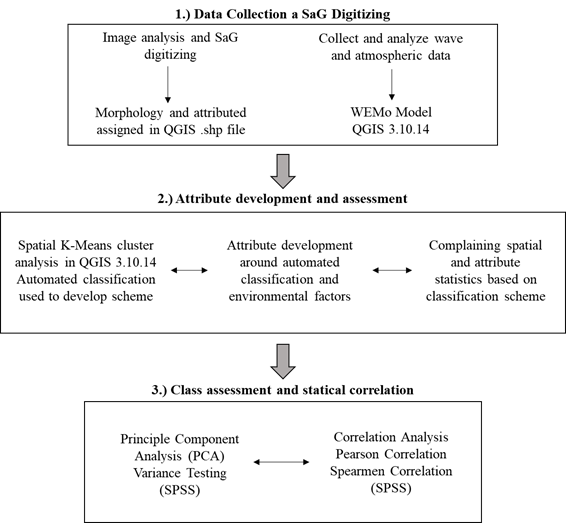 1.) Data Collection a SaG Digitizing
Image analysis and SaG
digitizing
Collect and analyze wave
and atmospheric data
Morphology and attributed
assigned in QGIS .shp file
WEMo Model
QGIS 3.10.14
2.) Attribute development and assessment
Spatial K-Means cluster
analysis in QGIS 3.10.14
Automated classification
used to develop scheme
Attribute development
around automated
classification and
environmental factors
Complaining spatial
and attribute
statistics based on
classification scheme
3.) Class assessment and statical correlation
Principle Component
Analysis (PCA)
Variance Testing
(SPSS)
Correlation Analysis
Pearson Correlation
Spearmen Correlation
(SPSS)